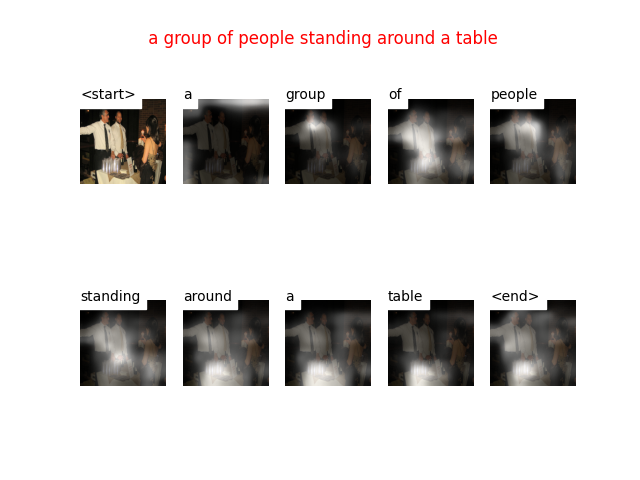 a group of people standing around a table
<start> a group of people
standing around a table <end>